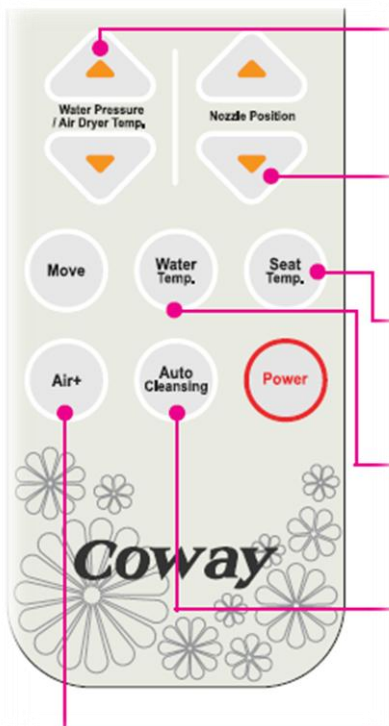 Water Pressure
/ Air Dryer Temp.
Nozzle Position
Move
Water
Temp.
Seat
Temp.
Air+
Auto
Cleansing
Power
Coway